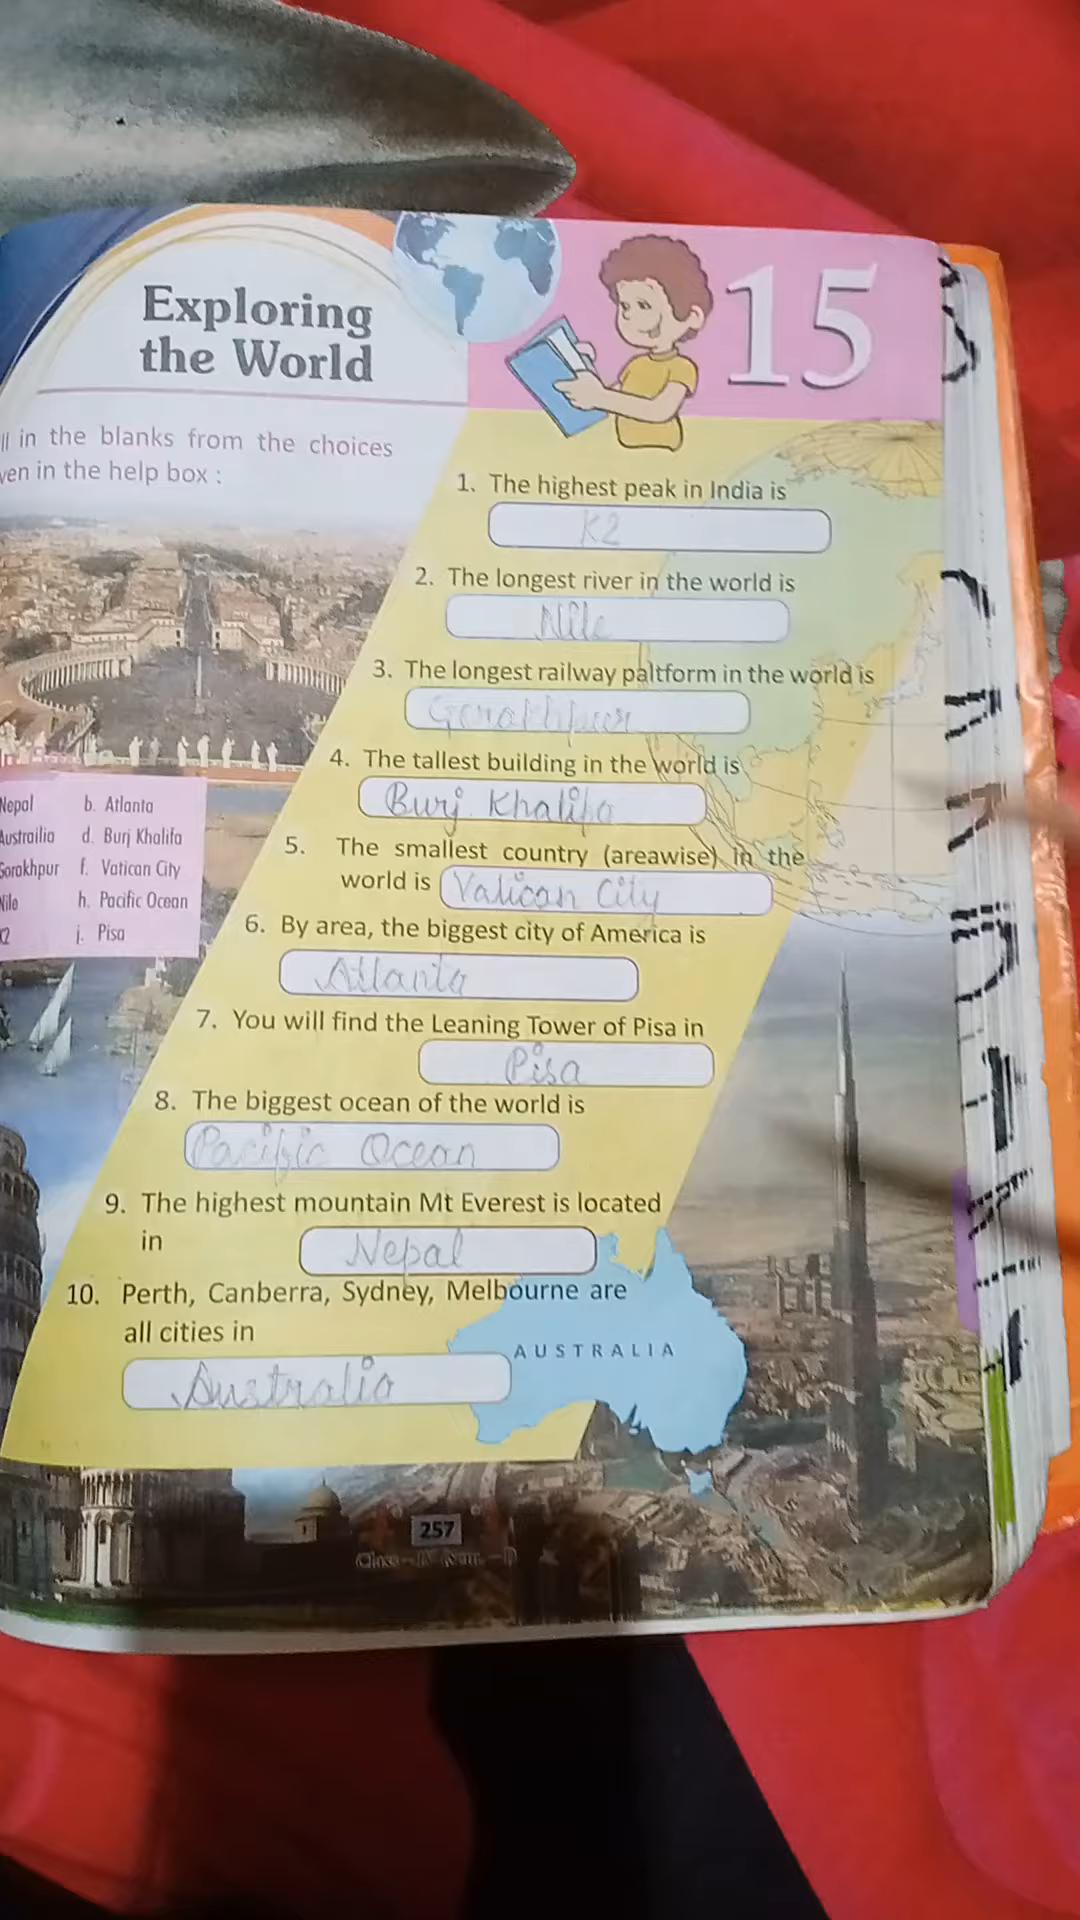 Exploring
the World
15
in the blanks from the choices
in the help box :
1. The highest peak in India is
K2
2. The longest river in the world is
Nile
3. The longest railway paltform in the world is
Gorakhpur
4. The tallest building in the world is
Burj Khalifa
5. The smallest country (areawise) in the
world is Vatican City
6. By area, the biggest city of America is
Atlanta
7. You will find the Leaning Tower of Pisa in
Pisa
8. The biggest ocean of the world is
Pacific Ocean
9. The highest mountain Mt Everest is located
in Nepal
10. Perth, Canberra, Sydney, Melbourne are
all cities in
Australia
AUSTRALIA
Nepal b. Atlanta
Austrailia d. Burj Khalifa
Gorakhpur f. Vatican City
Nile h. Pacific Ocean
K2 j. Pisa
257